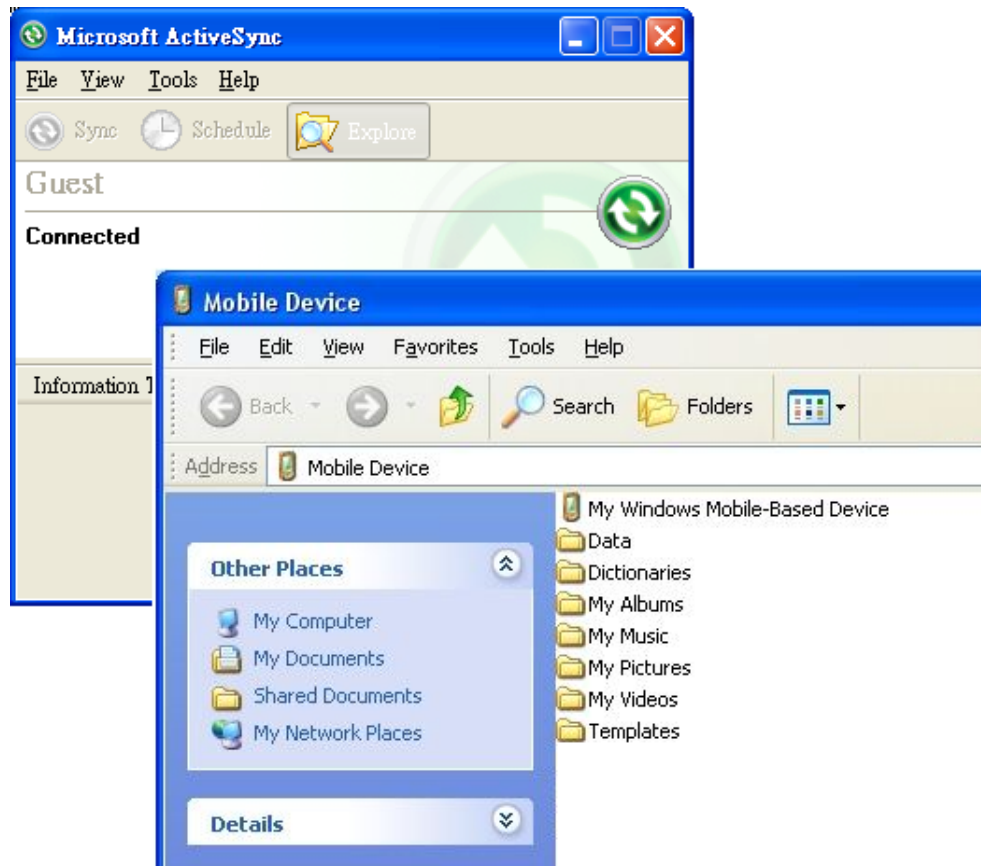 Microsoft ActiveSync
File View Tools Help
Sync Schedule Explore
Guest
Connected
Information T
Mobile Device
File Edit View Favorites Tools Help
Back Search Folders
Address Mobile Device
Other Places
My Computer
My Documents
Shared Documents
My Network Places
Details
My Windows Mobile-Based Device
Data
Dictionaries
My Albums
My Music
My Pictures
My Videos
Templates